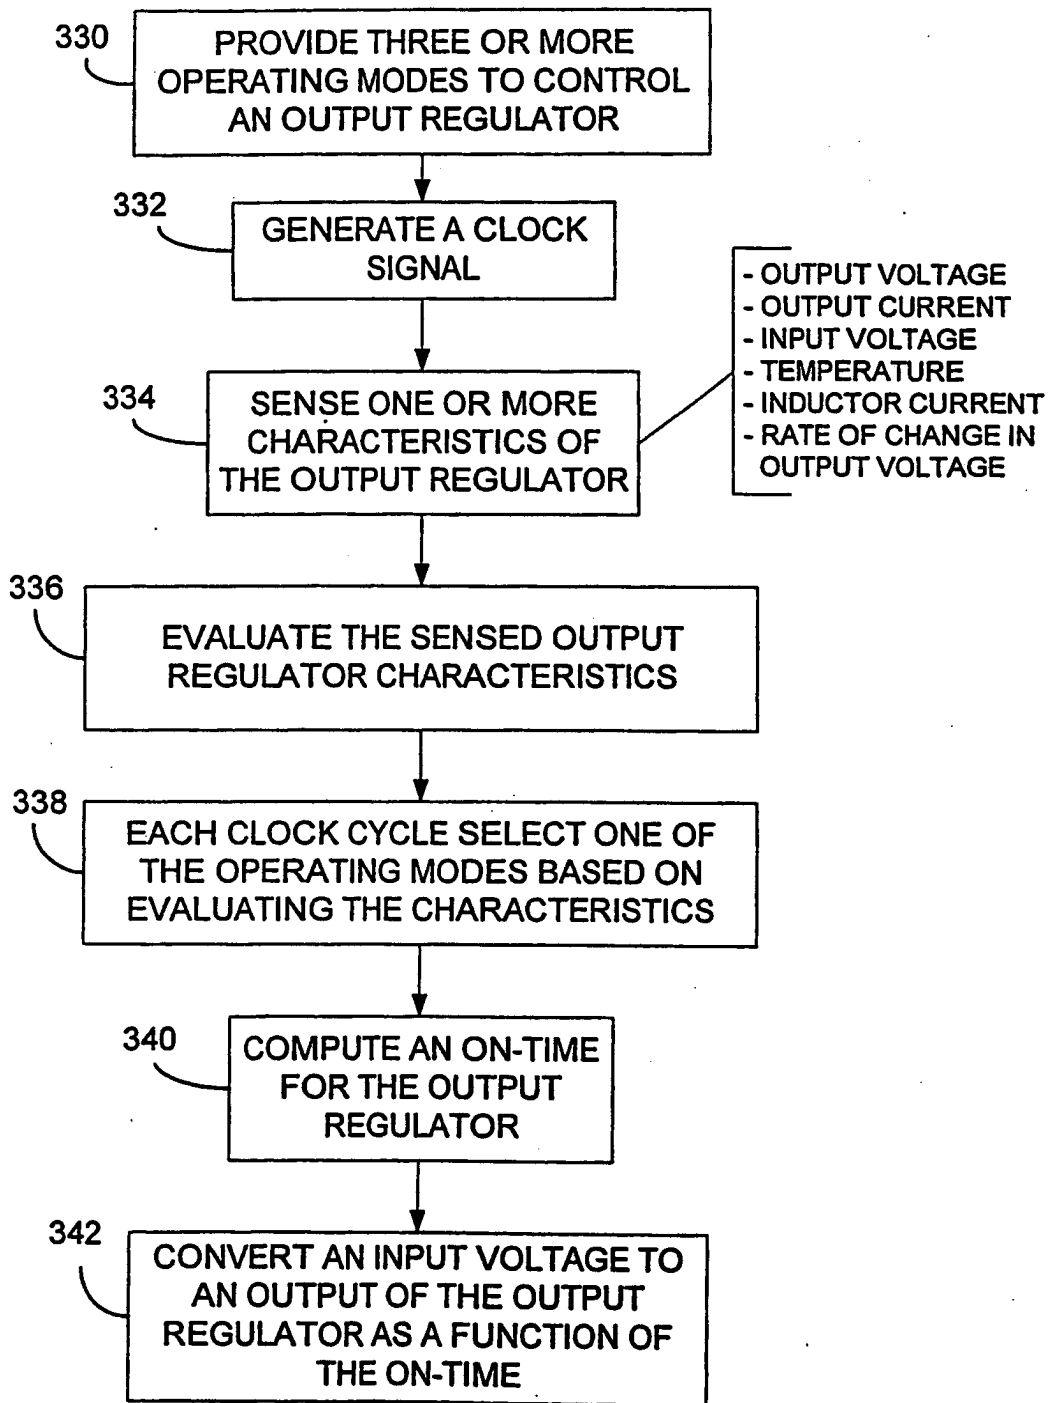 330
PROVIDE THREE OR MORE
OPERATING MODES TO CONTROL
AN OUTPUT REGULATOR
332
GENERATE A CLOCK
SIGNAL
334
SENSE ONE OR MORE
CHARACTERISTICS OF
THE OUTPUT REGULATOR
- OUTPUT VOLTAGE
- OUTPUT CURRENT
- INPUT VOLTAGE
- TEMPERATURE
- INDUCTOR CURRENT
- RATE OF CHANGE IN
OUTPUT VOLTAGE
336
EVALUATE THE SENSED OUTPUT
REGULATOR CHARACTERISTICS
338
EACH CLOCK CYCLE SELECT ONE OF
THE OPERATING MODES BASED ON
EVALUATING THE CHARACTERISTICS
340
COMPUTE AN ON-TIME
FOR THE OUTPUT
REGULATOR
342
CONVERT AN INPUT VOLTAGE TO
AN OUTPUT OF THE OUTPUT
REGULATOR AS A FUNCTION OF
THE ON-TIME